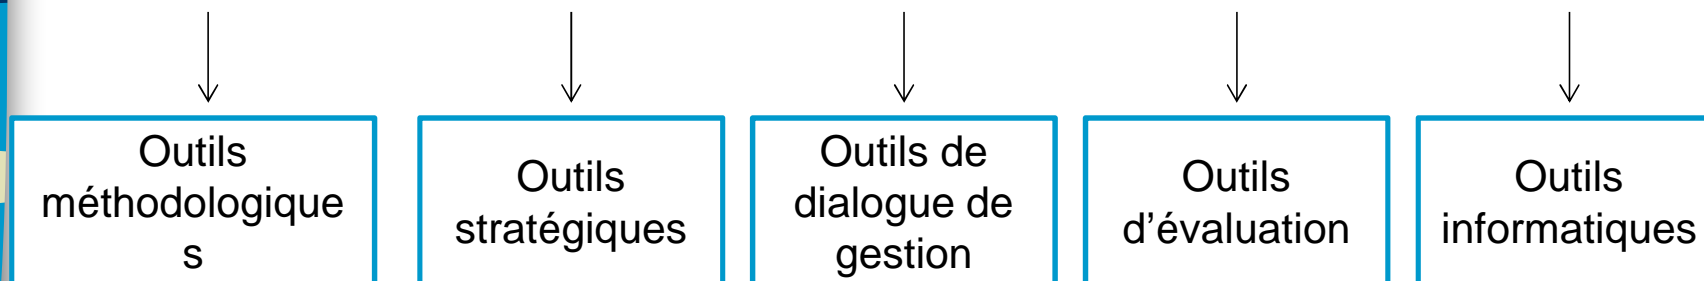 Outils
méthodologique
s
Outils
stratégiques
Outils de
dialogue de
gestion
Outils
d’évaluation
Outils
informatiques